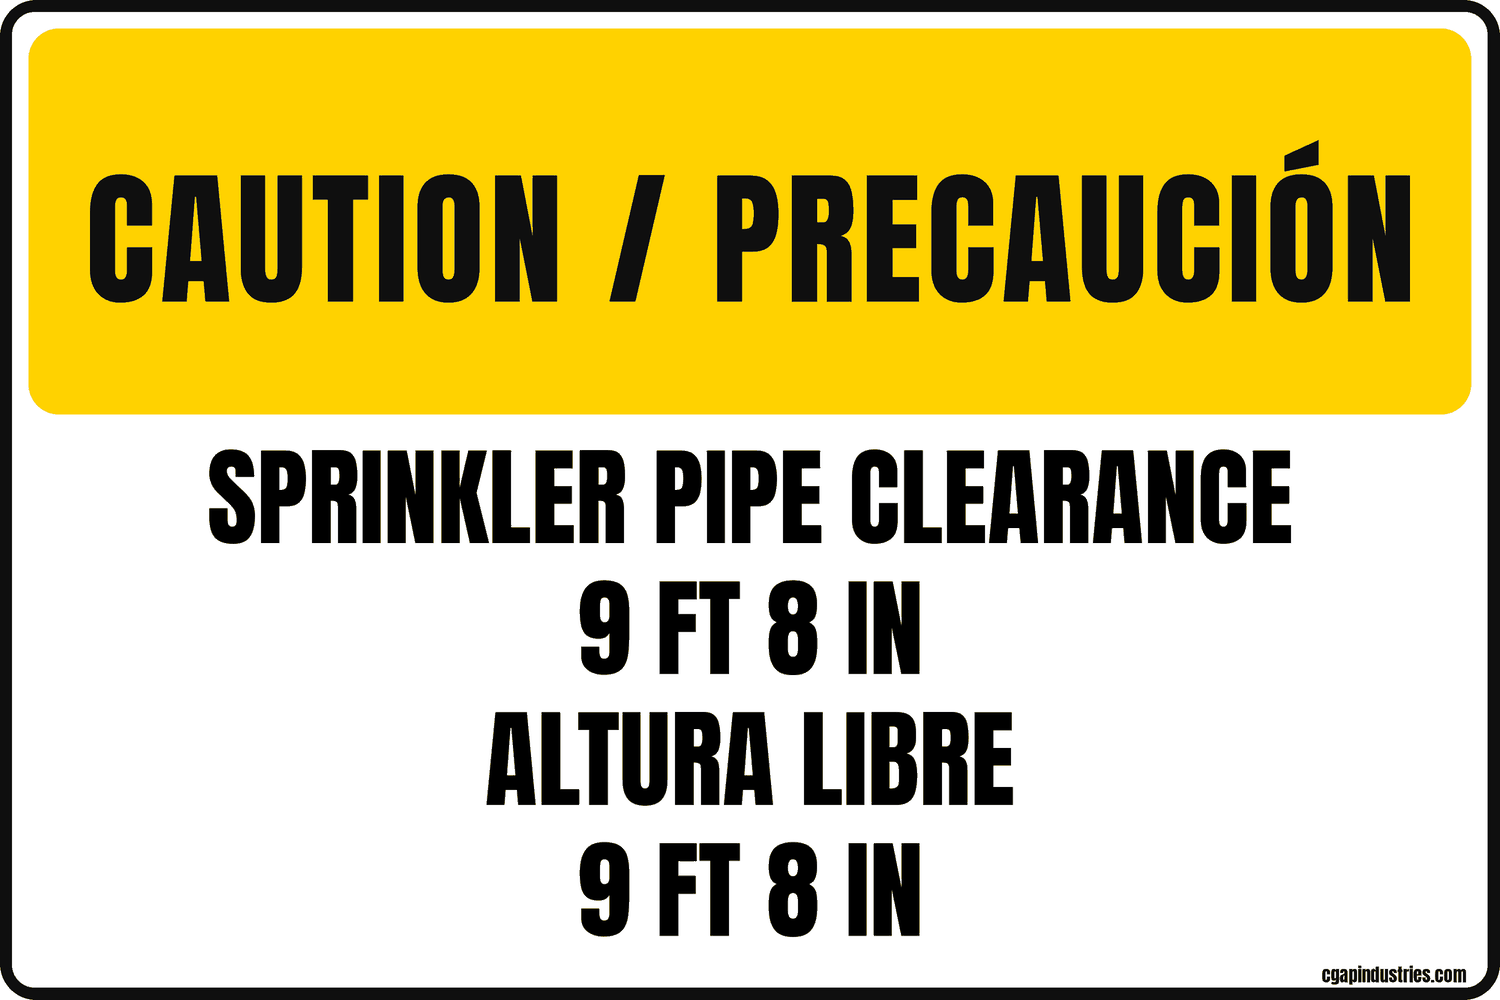 CAUTION / PRECAUCIÓN
SPRINKLER PIPE CLEARANCE
9 FT 8 IN
ALTURA LIBRE
9 FT 8 IN
cgapindustries.com